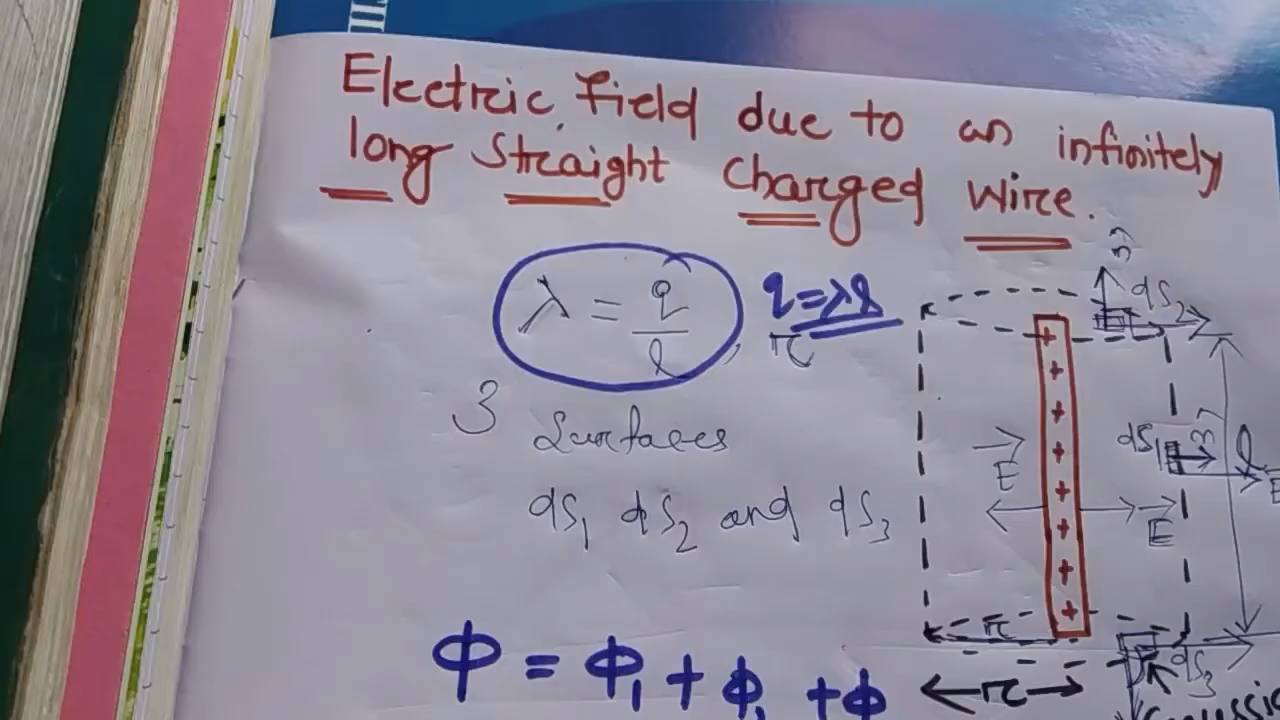 Electric Field due to an infinitely
long Straight Charged Wire.
λ = q/l q = λl
r
3 Surfaces
dS₁ dS₂ and dS₃
Φ = Φ₁ + Φ
+ Φ
n
dS₂
E
E
dS₁
n
l
E
r
r
dS₃